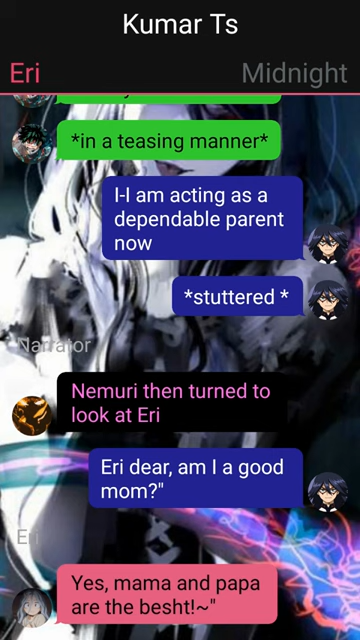 Kumar Ts
Eri Midnight
*in a teasing manner*
I-I am acting as a
dependable parent
now
*stuttered *
Narrator
Nemuri then turned to
look at Eri
Eri dear, am I a good
mom?"
Eri
Yes, mama and papa
are the besht!~"